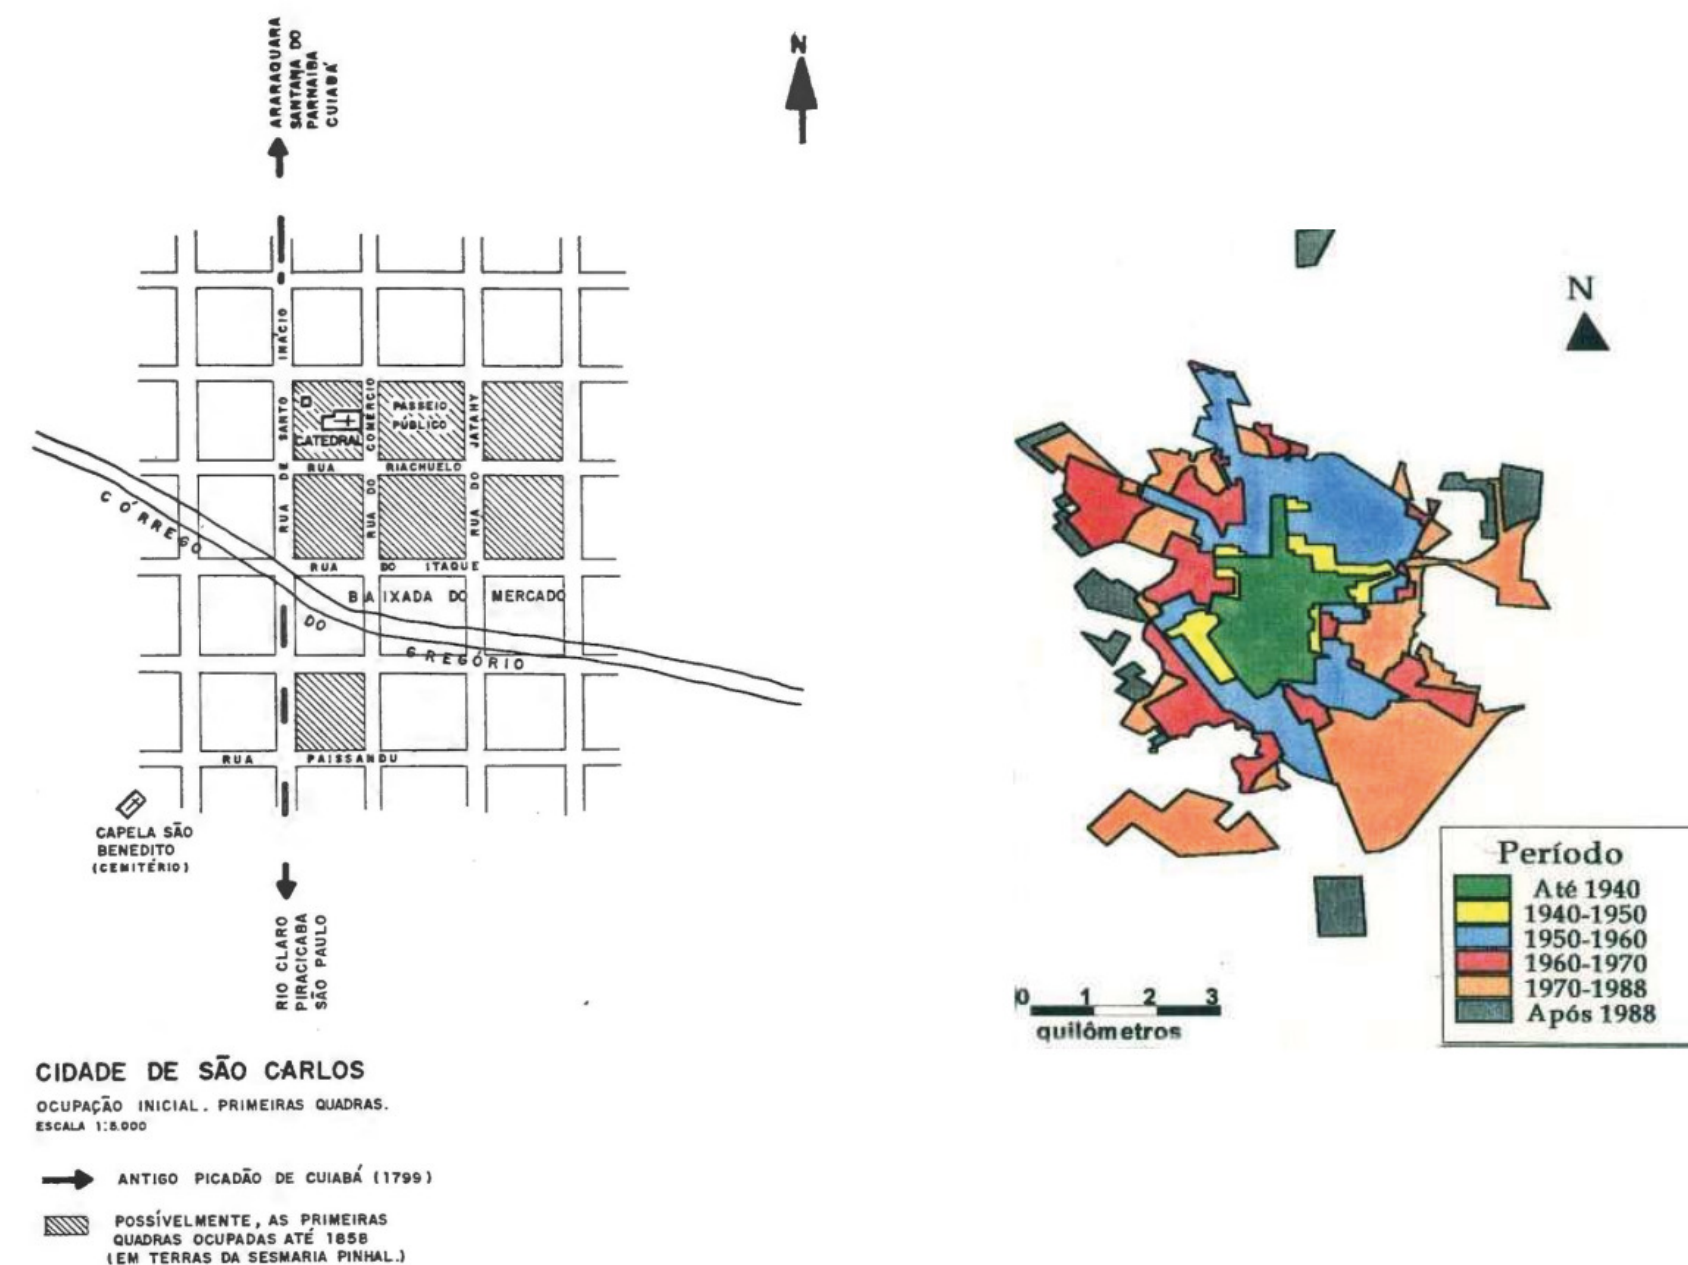 ARARAQUARA
SANTANA DO
PARNAIBA
CUIABÁ
N
RUA DE SANTO INÁCIO
CATEDRAL
RUA DO COMERCIO
PASSEIO
PÚBLICO
RUA DO JATAHY
RUA RIACHUELO
CÓRREGO DO GREGÓRIO
RUA DO ITAQUE
BAIXADA DO MERCADO
RUA PAISSANDU
CAPELA SÃO
BENEDITO
(CEMITÉRIO)
RIO CLARO
PIRACICABA
SÃO PAULO
CIDADE DE SÃO CARLOS
OCUPAÇÃO INICIAL. PRIMEIRAS QUADRAS.
ESCALA 1:5.000
ANTIGO PICADÃO DE CUIABÁ (1799)
POSSÍVELMENTE, AS PRIMEIRAS
QUADRAS OCUPADAS ATÉ 1858
(EM TERRAS DA SESMARIA PINHAL.)
N
0 1 2 3
quilômetros
Período
Até 1940
1940-1950
1950-1960
1960-1970
1970-1988
Após 1988